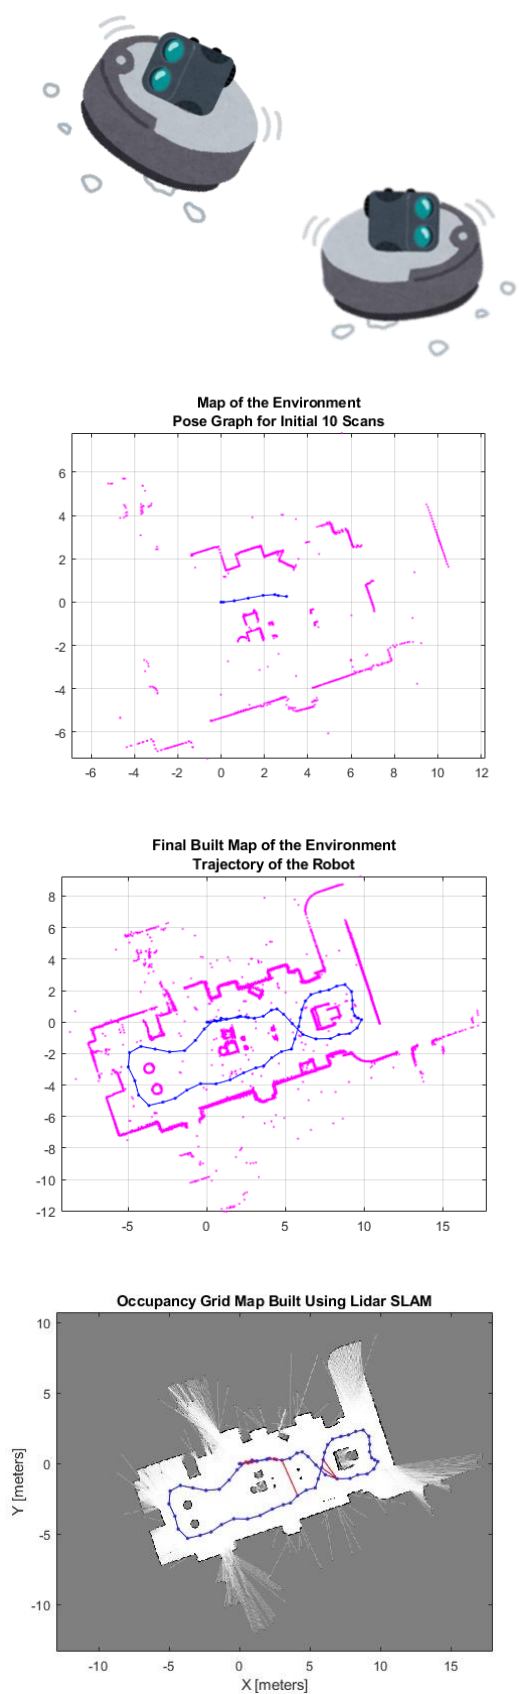 Map of the Environment
Pose Graph for Initial 10 Scans
6
4
2
0
-2
-4
-6
-6 -4 -2 0 2 4 6 8 10 12
Final Built Map of the Environment
Trajectory of the Robot
8
6
4
2
0
-2
-4
-6
-8
-10
-12
-5 0 5 10 15
Occupancy Grid Map Built Using Lidar SLAM
10
5
0
-5
-10
Y [meters]
-10 -5 0 5 10 15
X [meters]